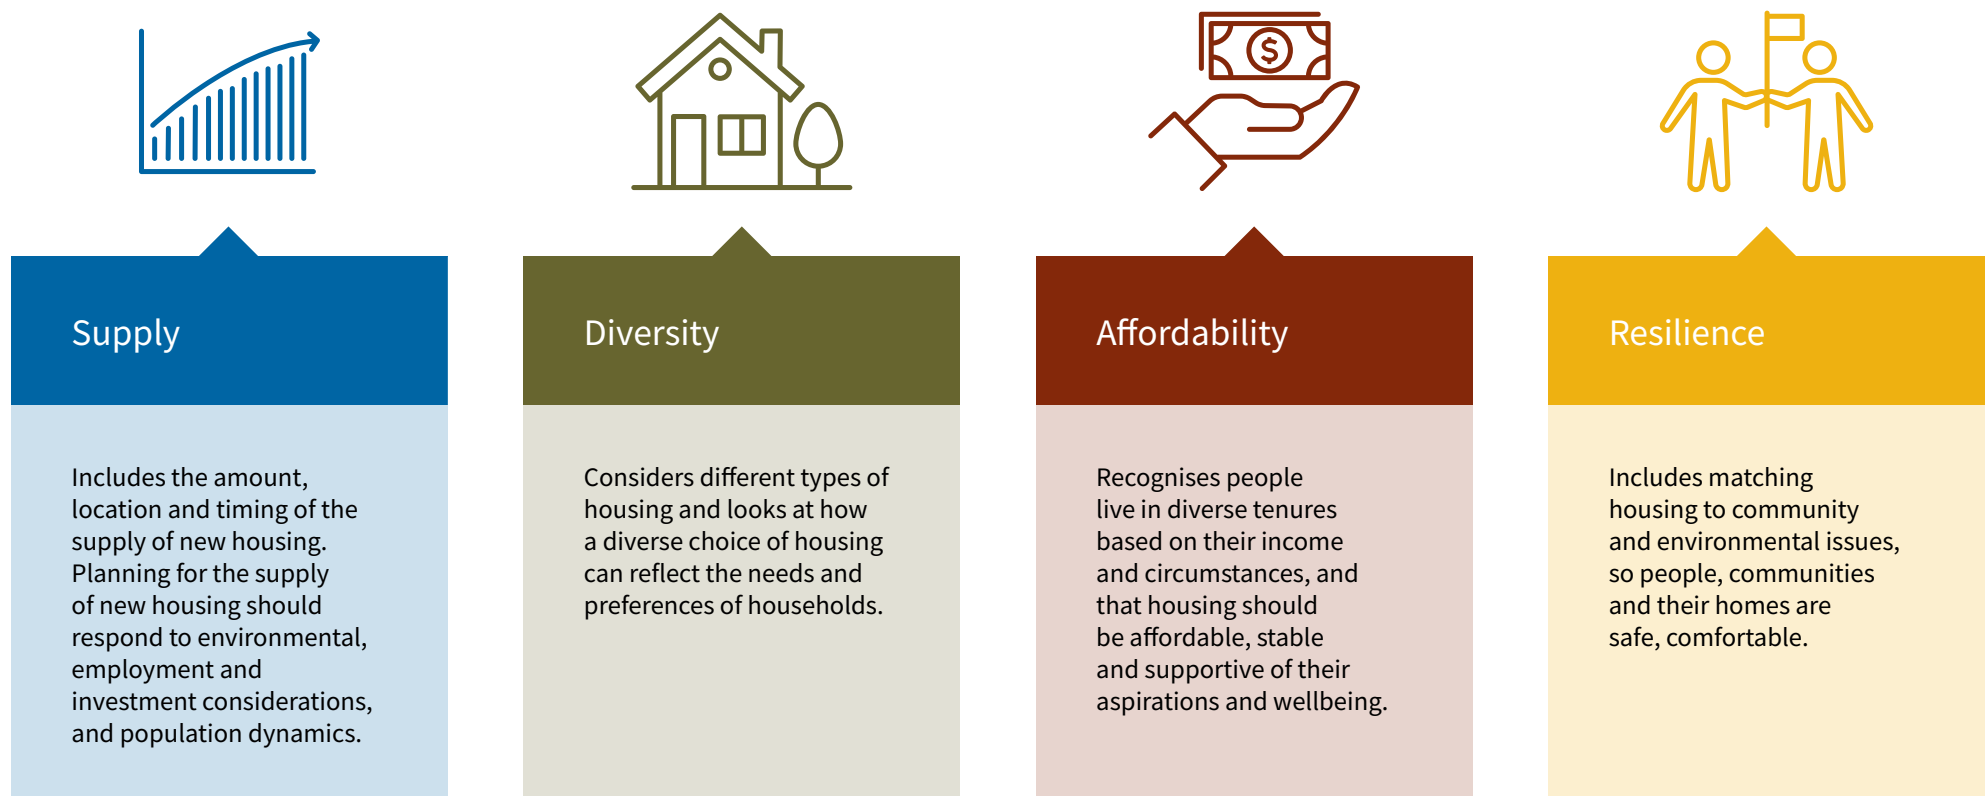 $
Supply
Includes the amount,
location and timing of the
supply of new housing.
Planning for the supply
of new housing should
respond to environmental,
employment and
investment considerations,
and population dynamics.
Diversity
Considers different types of
housing and looks at how
a diverse choice of housing
can reflect the needs and
preferences of households.
Affordability
Recognises people
live in diverse tenures
based on their income
and circumstances, and
that housing should
be affordable, stable
and supportive of their
aspirations and wellbeing.
Resilience
Includes matching
housing to community
and environmental issues,
so people, communities
and their homes are
safe, comfortable.